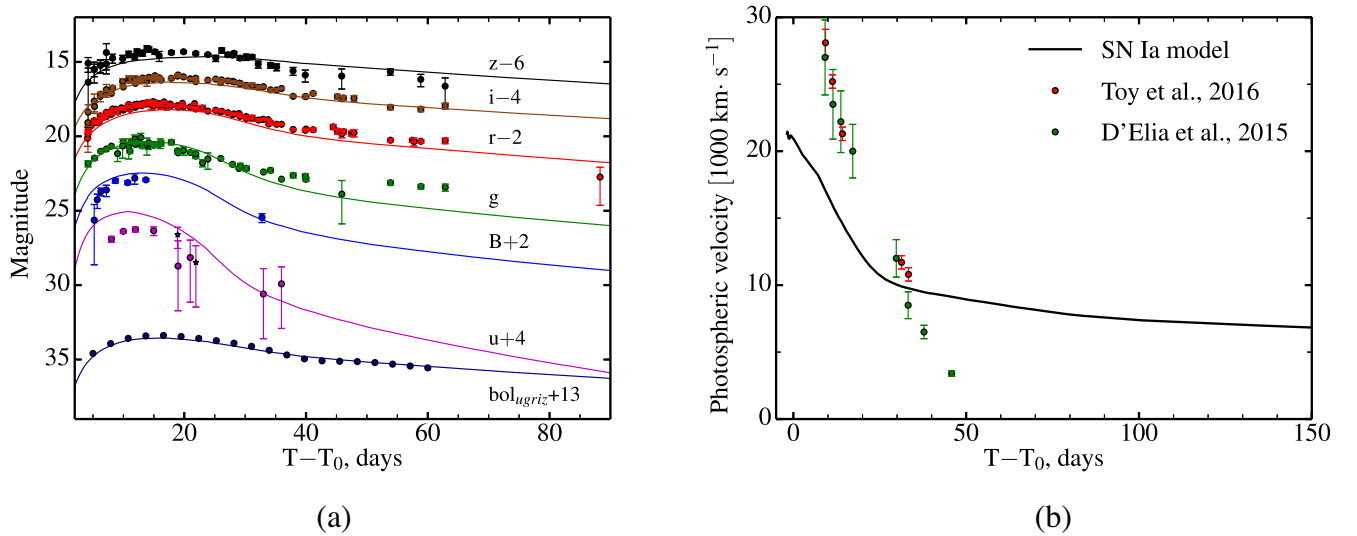 15
20
25
30
35
Magnitude
z−6
i−4
r−2
g
B+2
u+4
bol_ugriz+13
20
40
60
80
T−T₀, days
(a)
30
20
10
0
Photospheric velocity [1000 km· s⁻¹]
SN Ia model
Toy et al., 2016
D'Elia et al., 2015
0
50
100
150
T−T₀, days
(b)